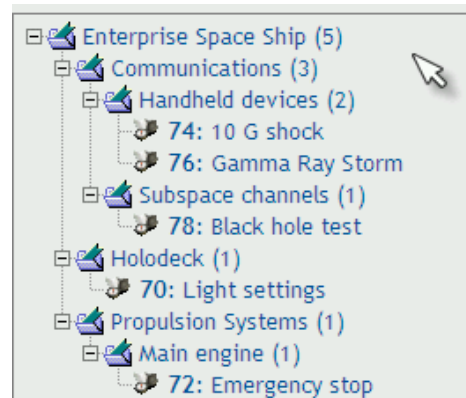 Enterprise Space Ship (5)
Communications (3)
Handheld devices (2)
74: 10 G shock
76: Gamma Ray Storm
Subspace channels (1)
78: Black hole test
Holodeck (1)
70: Light settings
Propulsion Systems (1)
Main engine (1)
72: Emergency stop